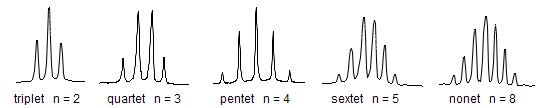 triplet n = 2 quartet n = 3 pentet n = 4 sextet n = 5 nonet n = 8